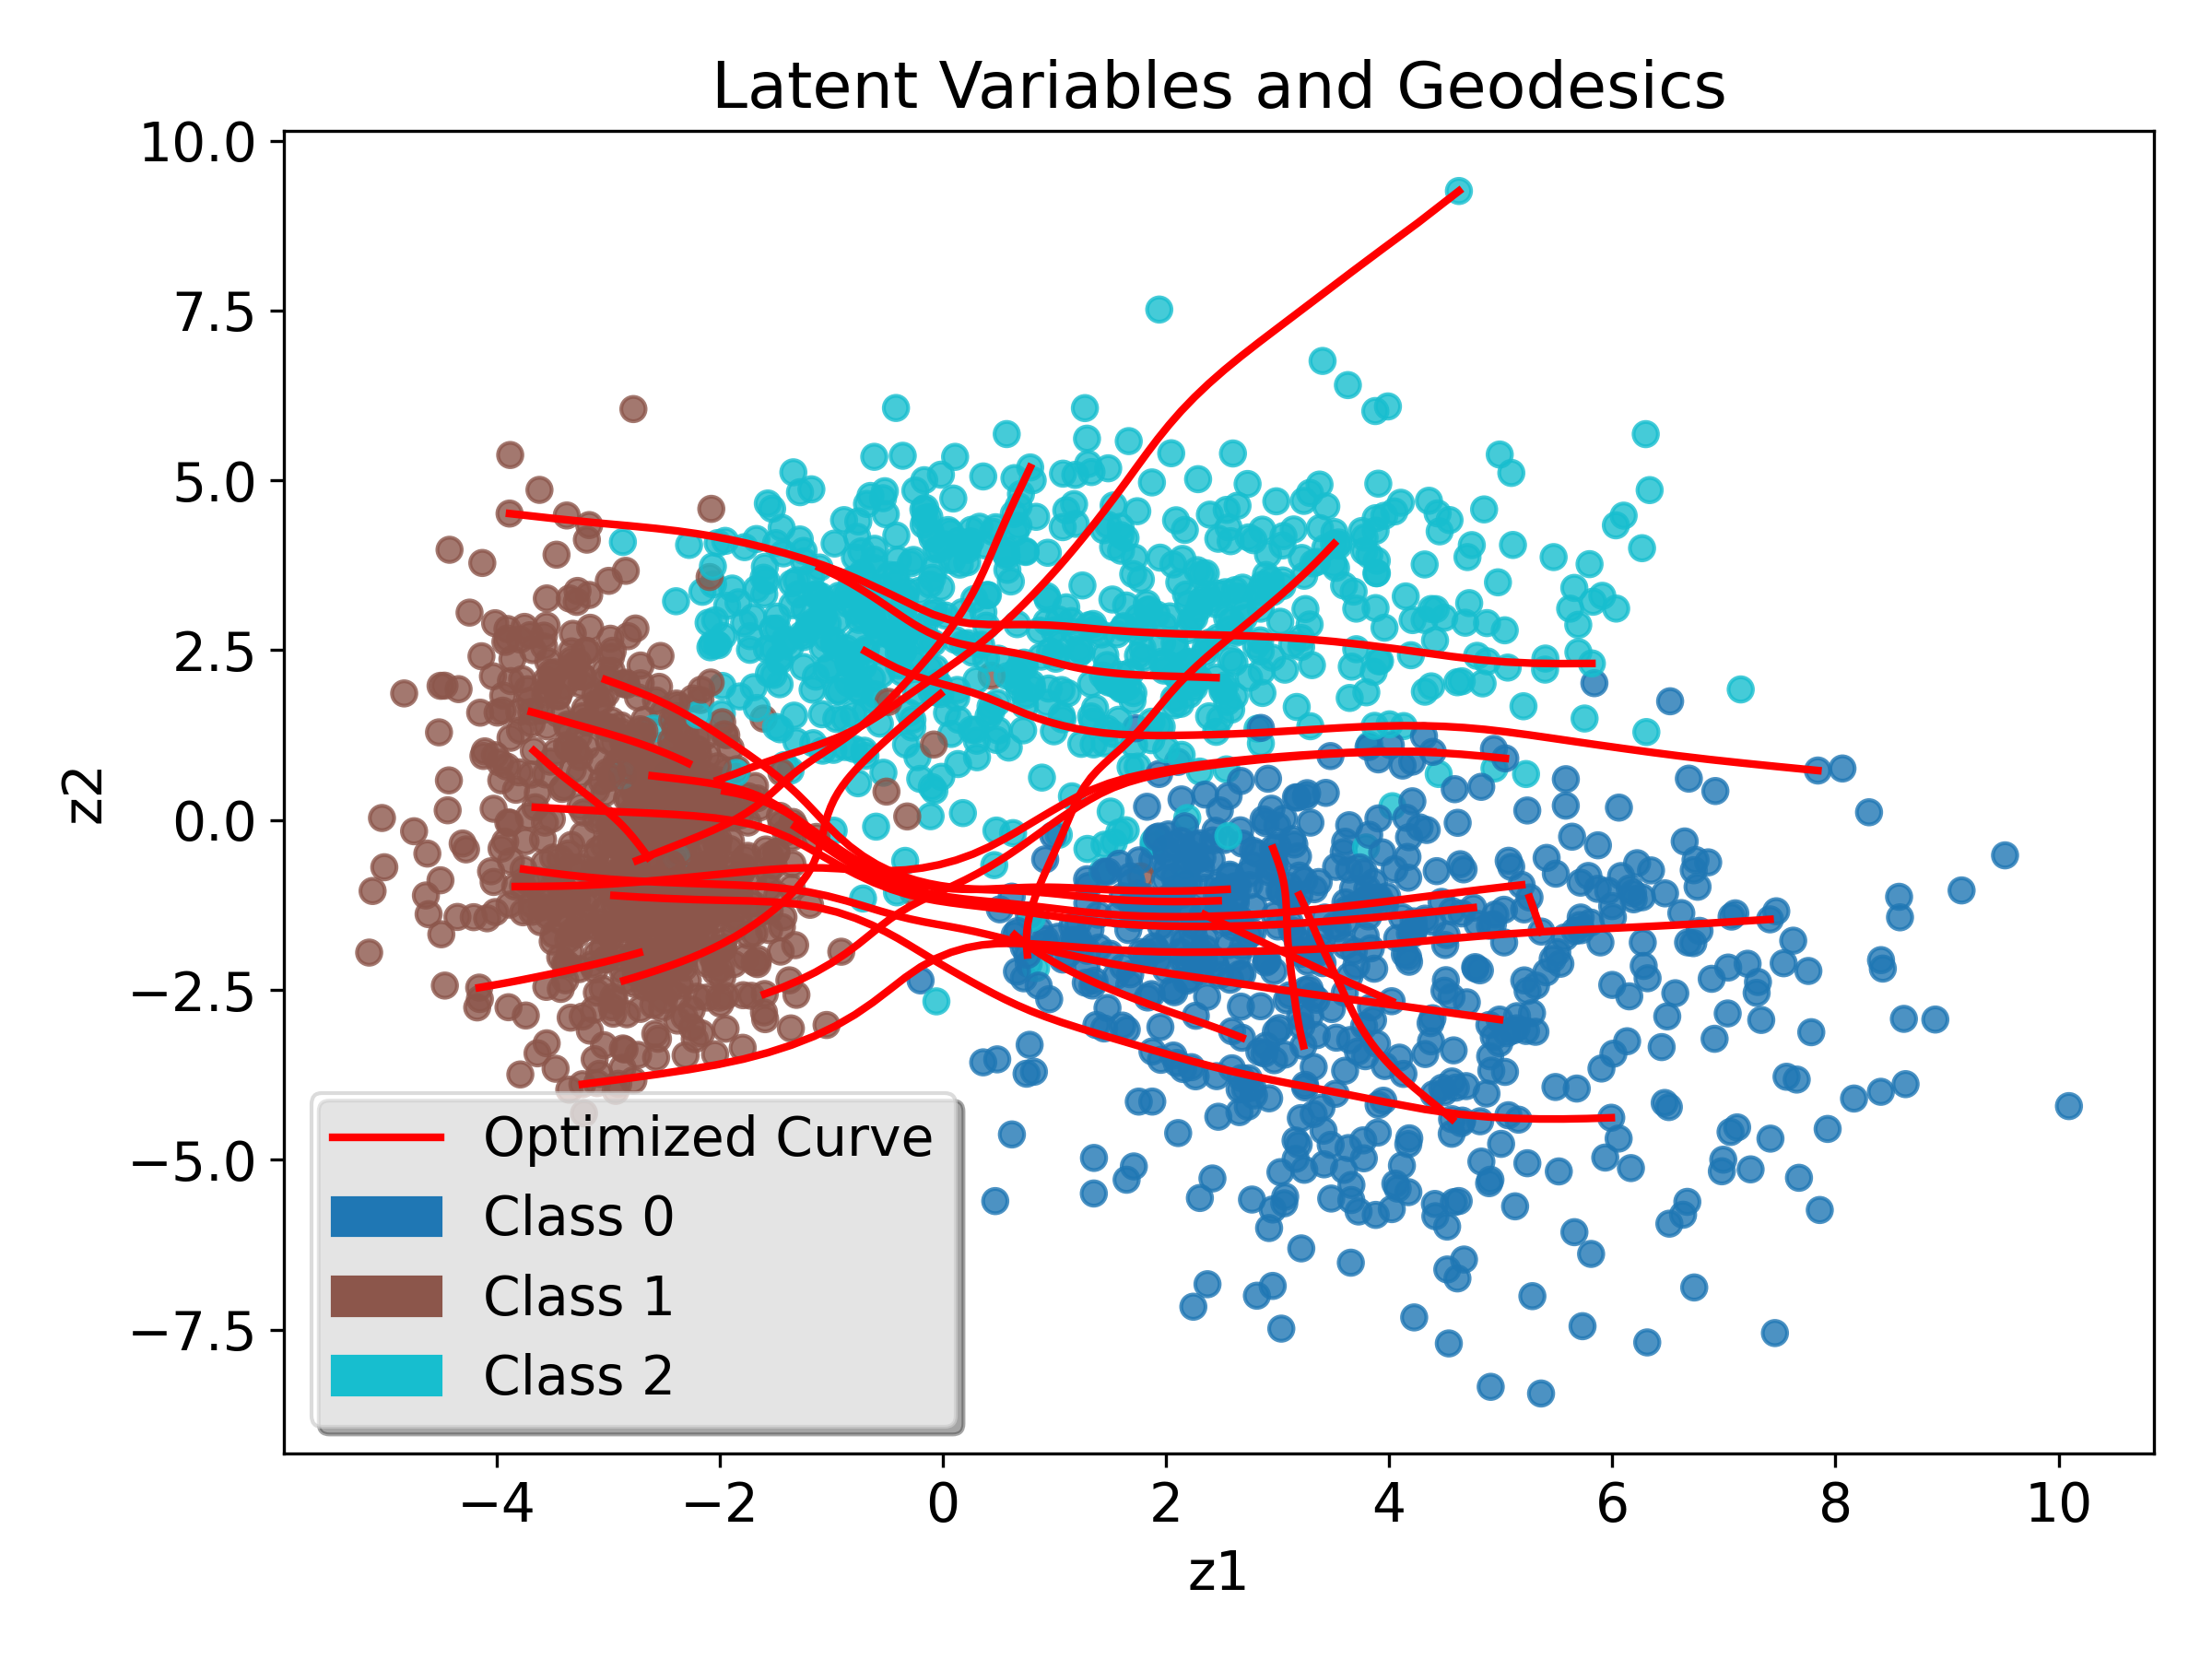 Latent Variables and Geodesics
10.0
7.5
5.0
2.5
0.0
−2.5
−5.0
−7.5
z2
Optimized Curve
Class 0
Class 1
Class 2
−4 −2 0 2 4 6 8 10
z1